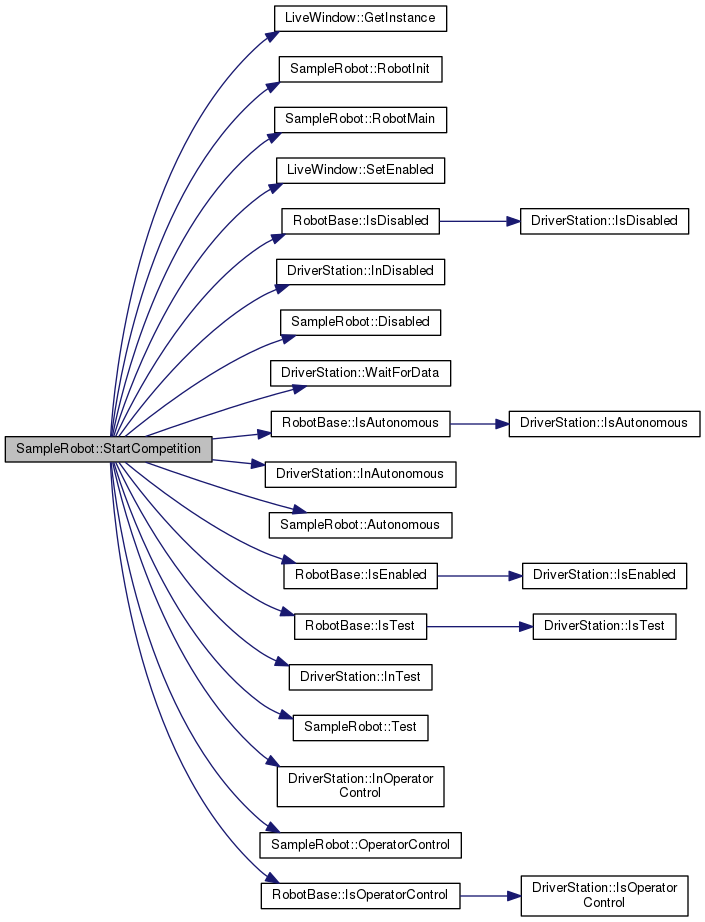 LiveWindow::GetInstance
SampleRobot::RobotInit
SampleRobot::RobotMain
LiveWindow::SetEnabled
RobotBase::IsDisabled
DriverStation::IsDisabled
DriverStation::InDisabled
SampleRobot::Disabled
DriverStation::WaitForData
RobotBase::IsAutonomous
DriverStation::IsAutonomous
SampleRobot::StartCompetition
DriverStation::InAutonomous
SampleRobot::Autonomous
RobotBase::IsEnabled
DriverStation::IsEnabled
RobotBase::IsTest
DriverStation::IsTest
DriverStation::InTest
SampleRobot::Test
DriverStation::InOperator
Control
SampleRobot::OperatorControl
RobotBase::IsOperatorControl
DriverStation::IsOperator
Control